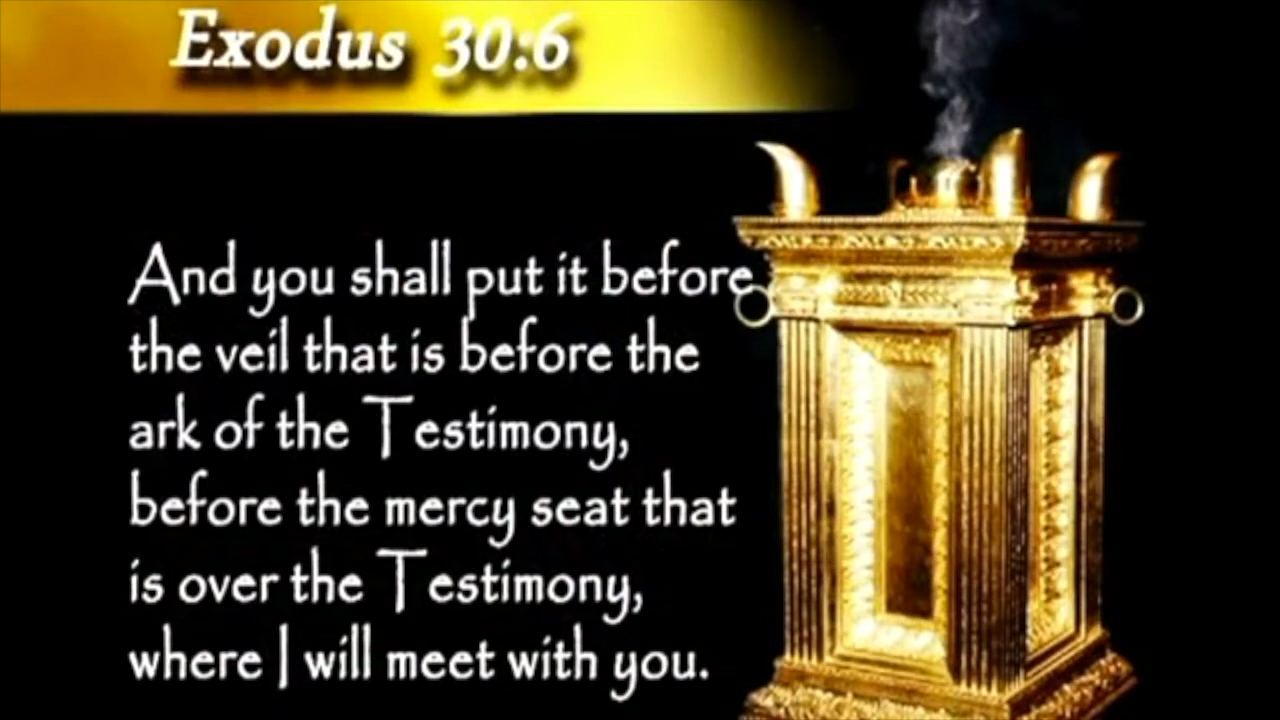 Exodus 30:6
And you shall put it before
the veil that is before the
ark of the Testimony,
before the mercy seat that
is over the Testimony,
where I will meet with you.